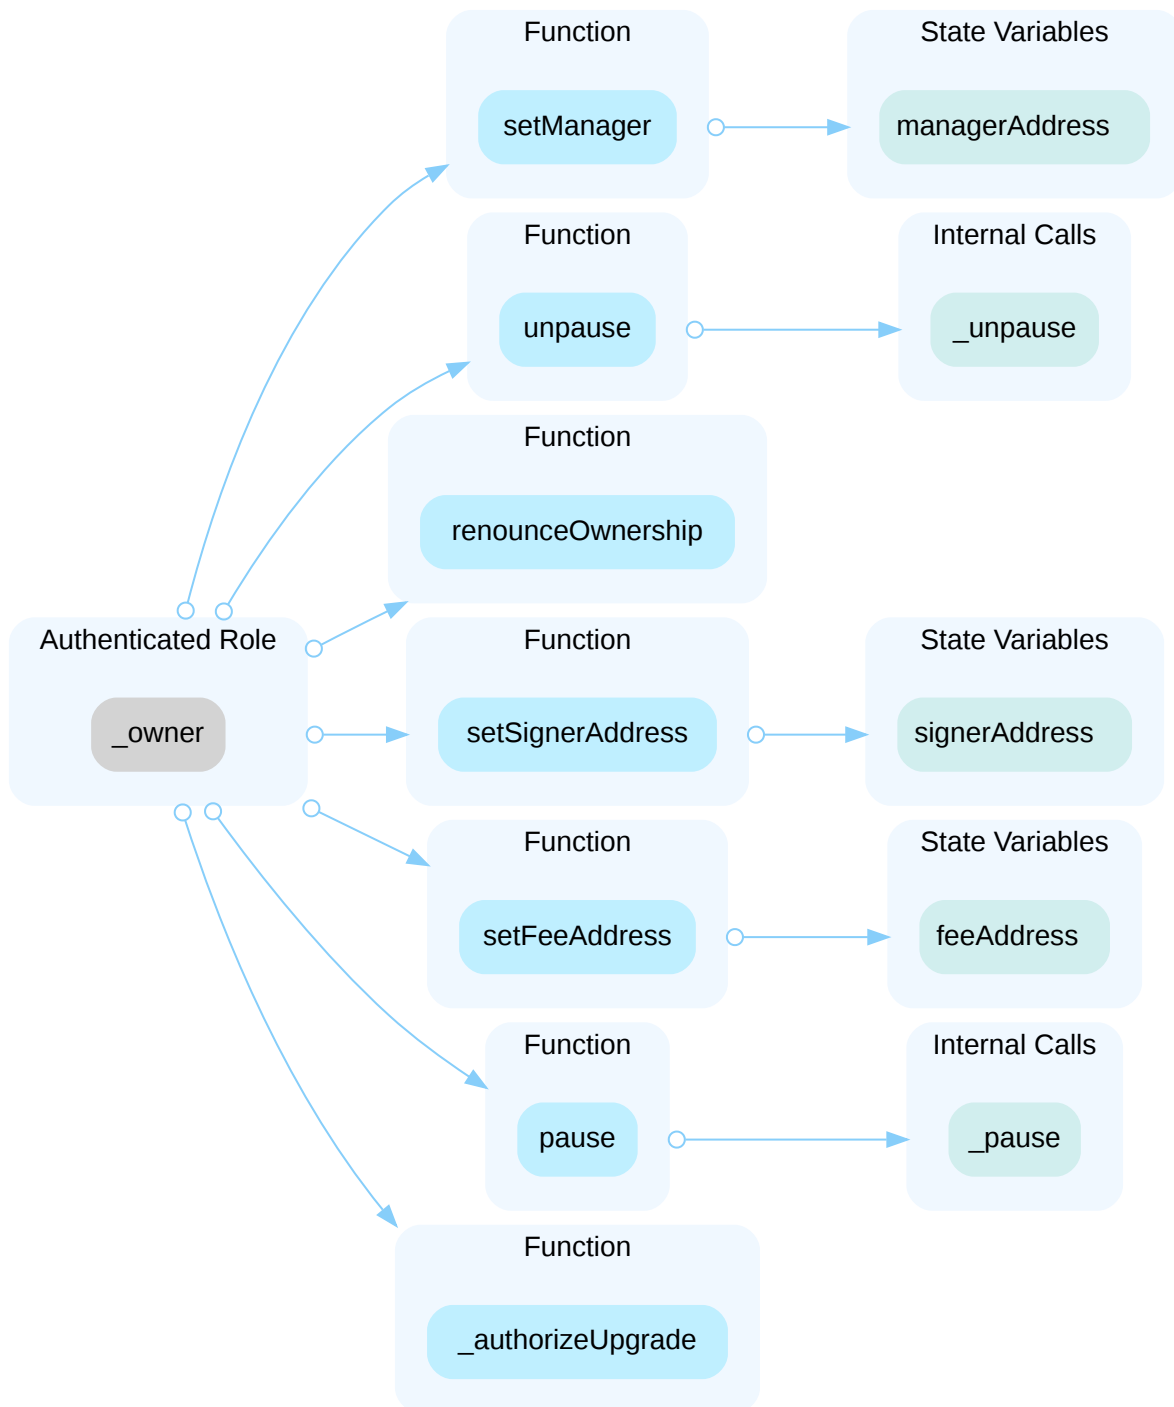 Function
setManager
State Variables
managerAddress
Function
unpause
Internal Calls
_unpause
Function
renounceOwnership
Authenticated Role
_owner
Function
setSignerAddress
State Variables
signerAddress
Function
setFeeAddress
State Variables
feeAddress
Function
pause
Internal Calls
_pause
Function
_authorizeUpgrade